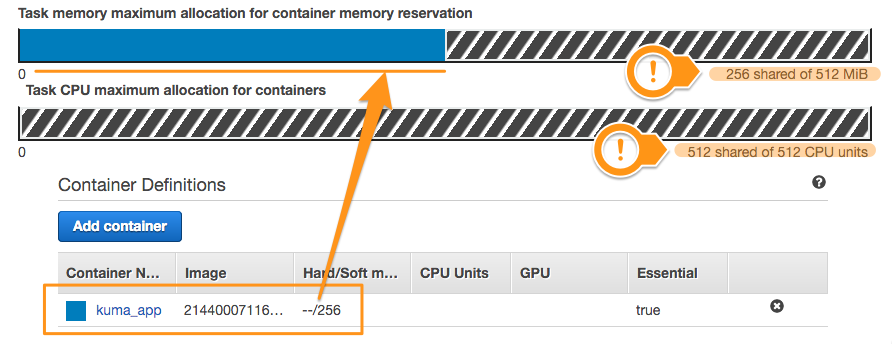 Task memory maximum allocation for container memory reservation
0
256 shared of 512 MiB
Task CPU maximum allocation for containers
0
512 shared of 512 CPU units
Container Definitions
Add container
Container N... Image Hard/Soft m... CPU Units GPU Essential
kuma_app 21440007116... --/256 true